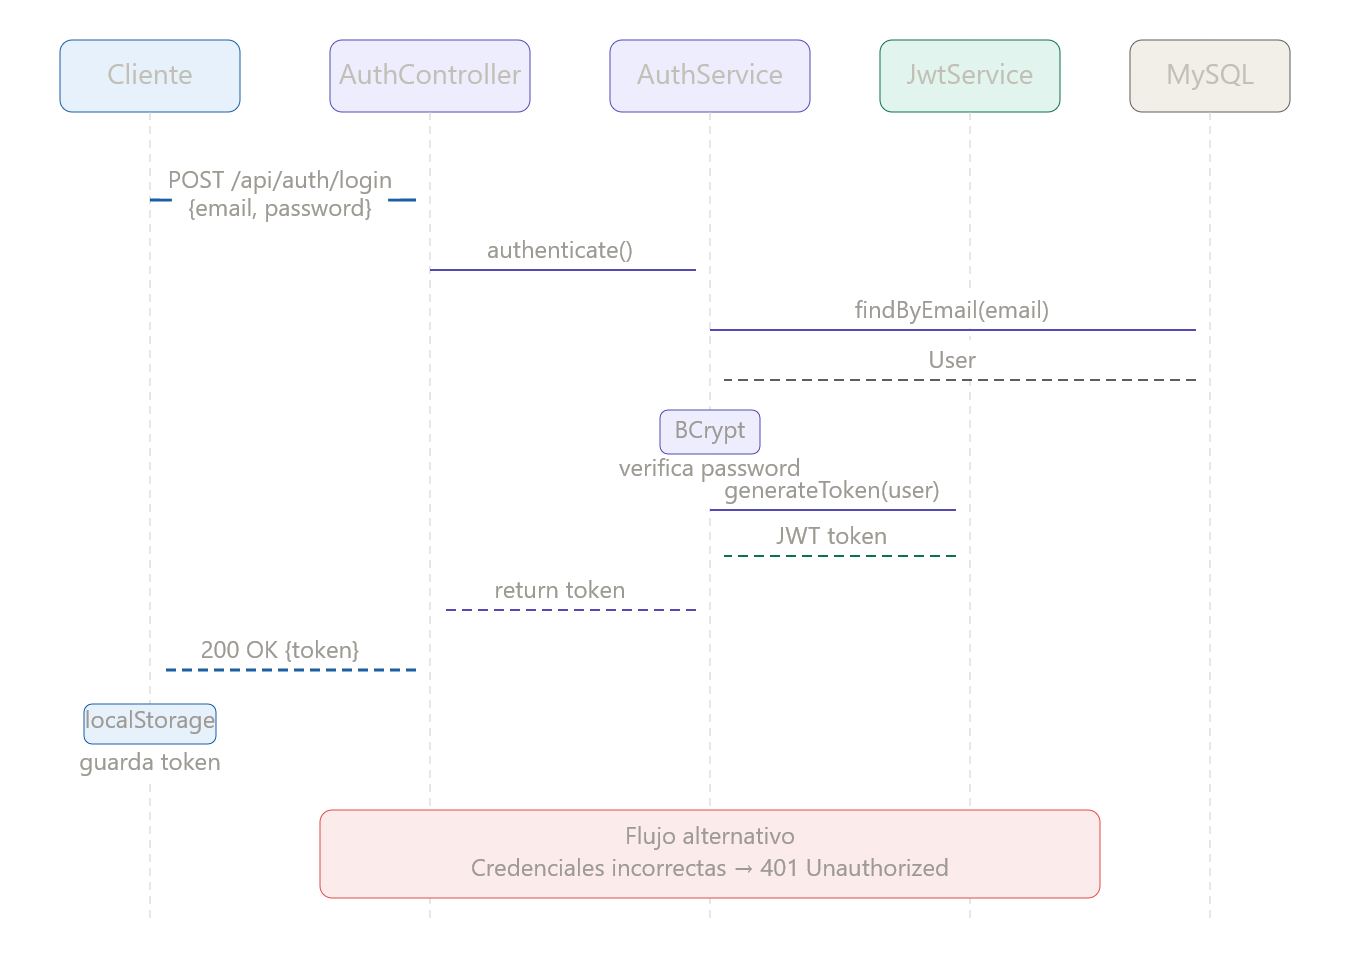 Cliente
AuthController
AuthService
JwtService
MySQL
POST /api/auth/login
{email, password}
authenticate()
findByEmail(email)
User
BCrypt
verifica password
generateToken(user)
JWT token
return token
200 OK {token}
localStorage
guarda token
Flujo alternativo
Credenciales incorrectas → 401 Unauthorized